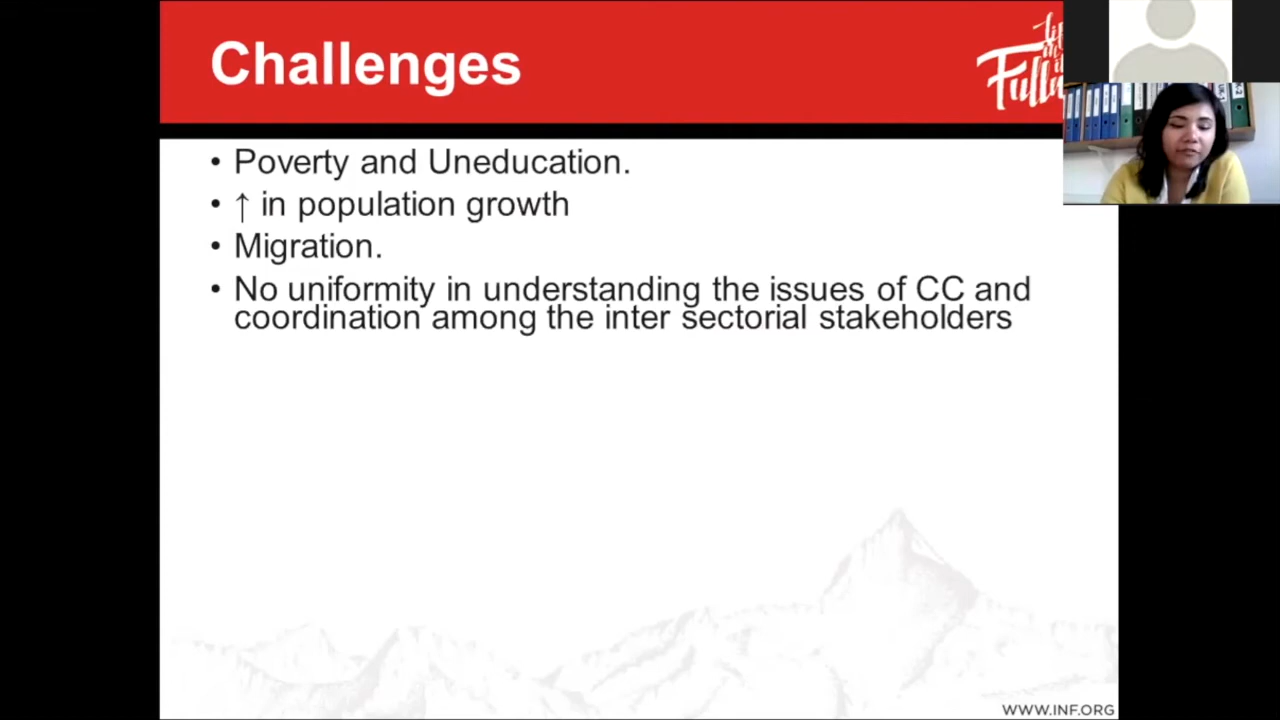 Challenges
• Poverty and Uneducation.
• ↑ in population growth
• Migration.
• No uniformity in understanding the issues of CC and
coordination among the inter sectorial stakeholders
WWW.INF.ORG